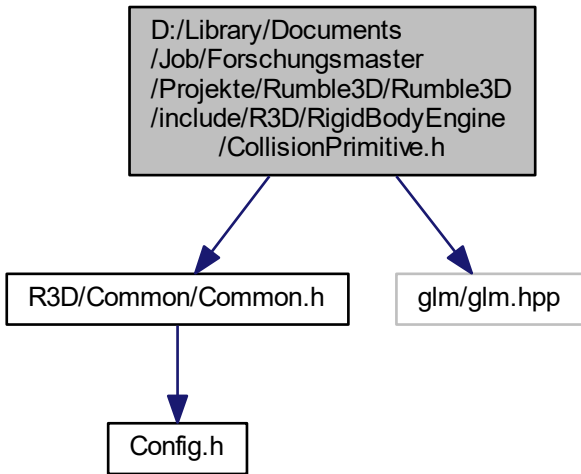 D:/Library/Documents
/Job/Forschungsmaster
/Projekte/Rumble3D/Rumble3D
/include/R3D/RigidBodyEngine
/CollisionPrimitive.h
R3D/Common/Common.h
glm/glm.hpp
Config.h